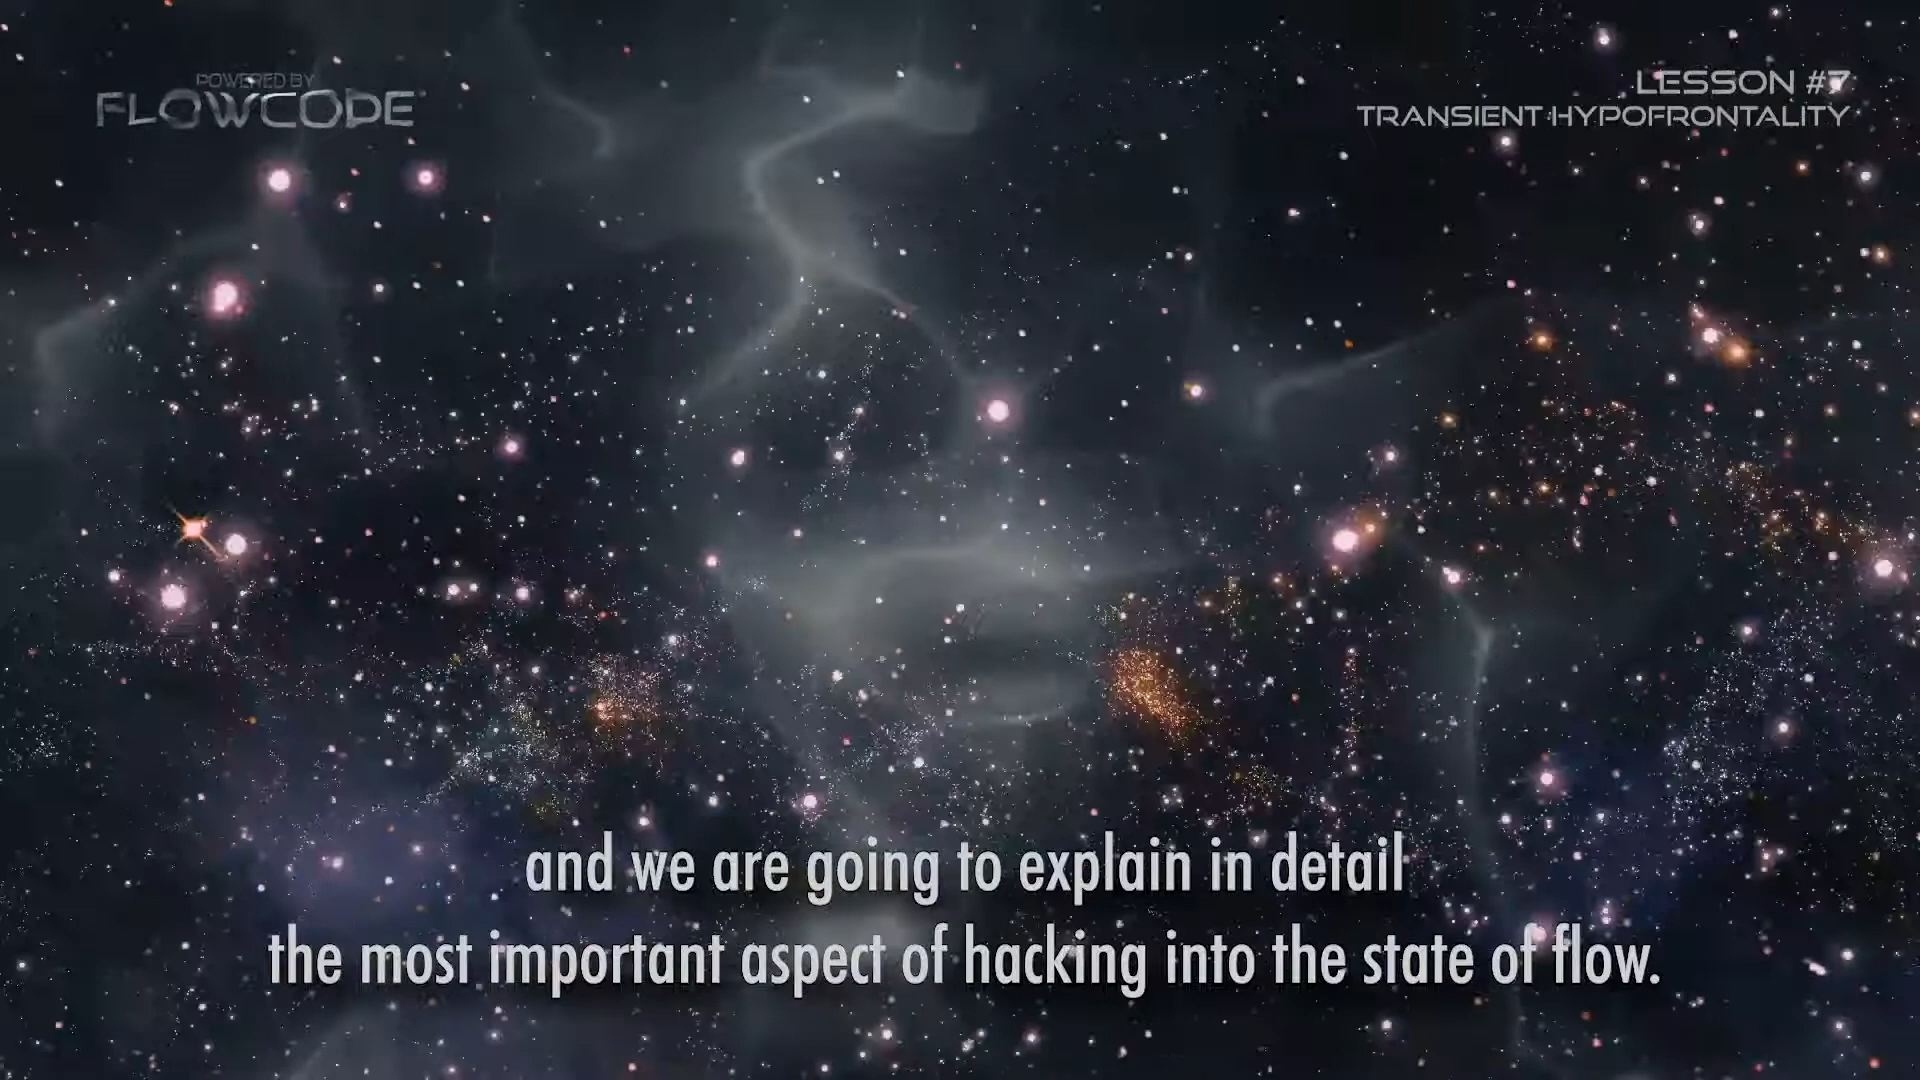 POWERED BY
FLOWCODE
LESSON #7
TRANSIENT HYPOFRONTALITY
and we are going to explain in detail
the most important aspect of hacking into the state of flow.